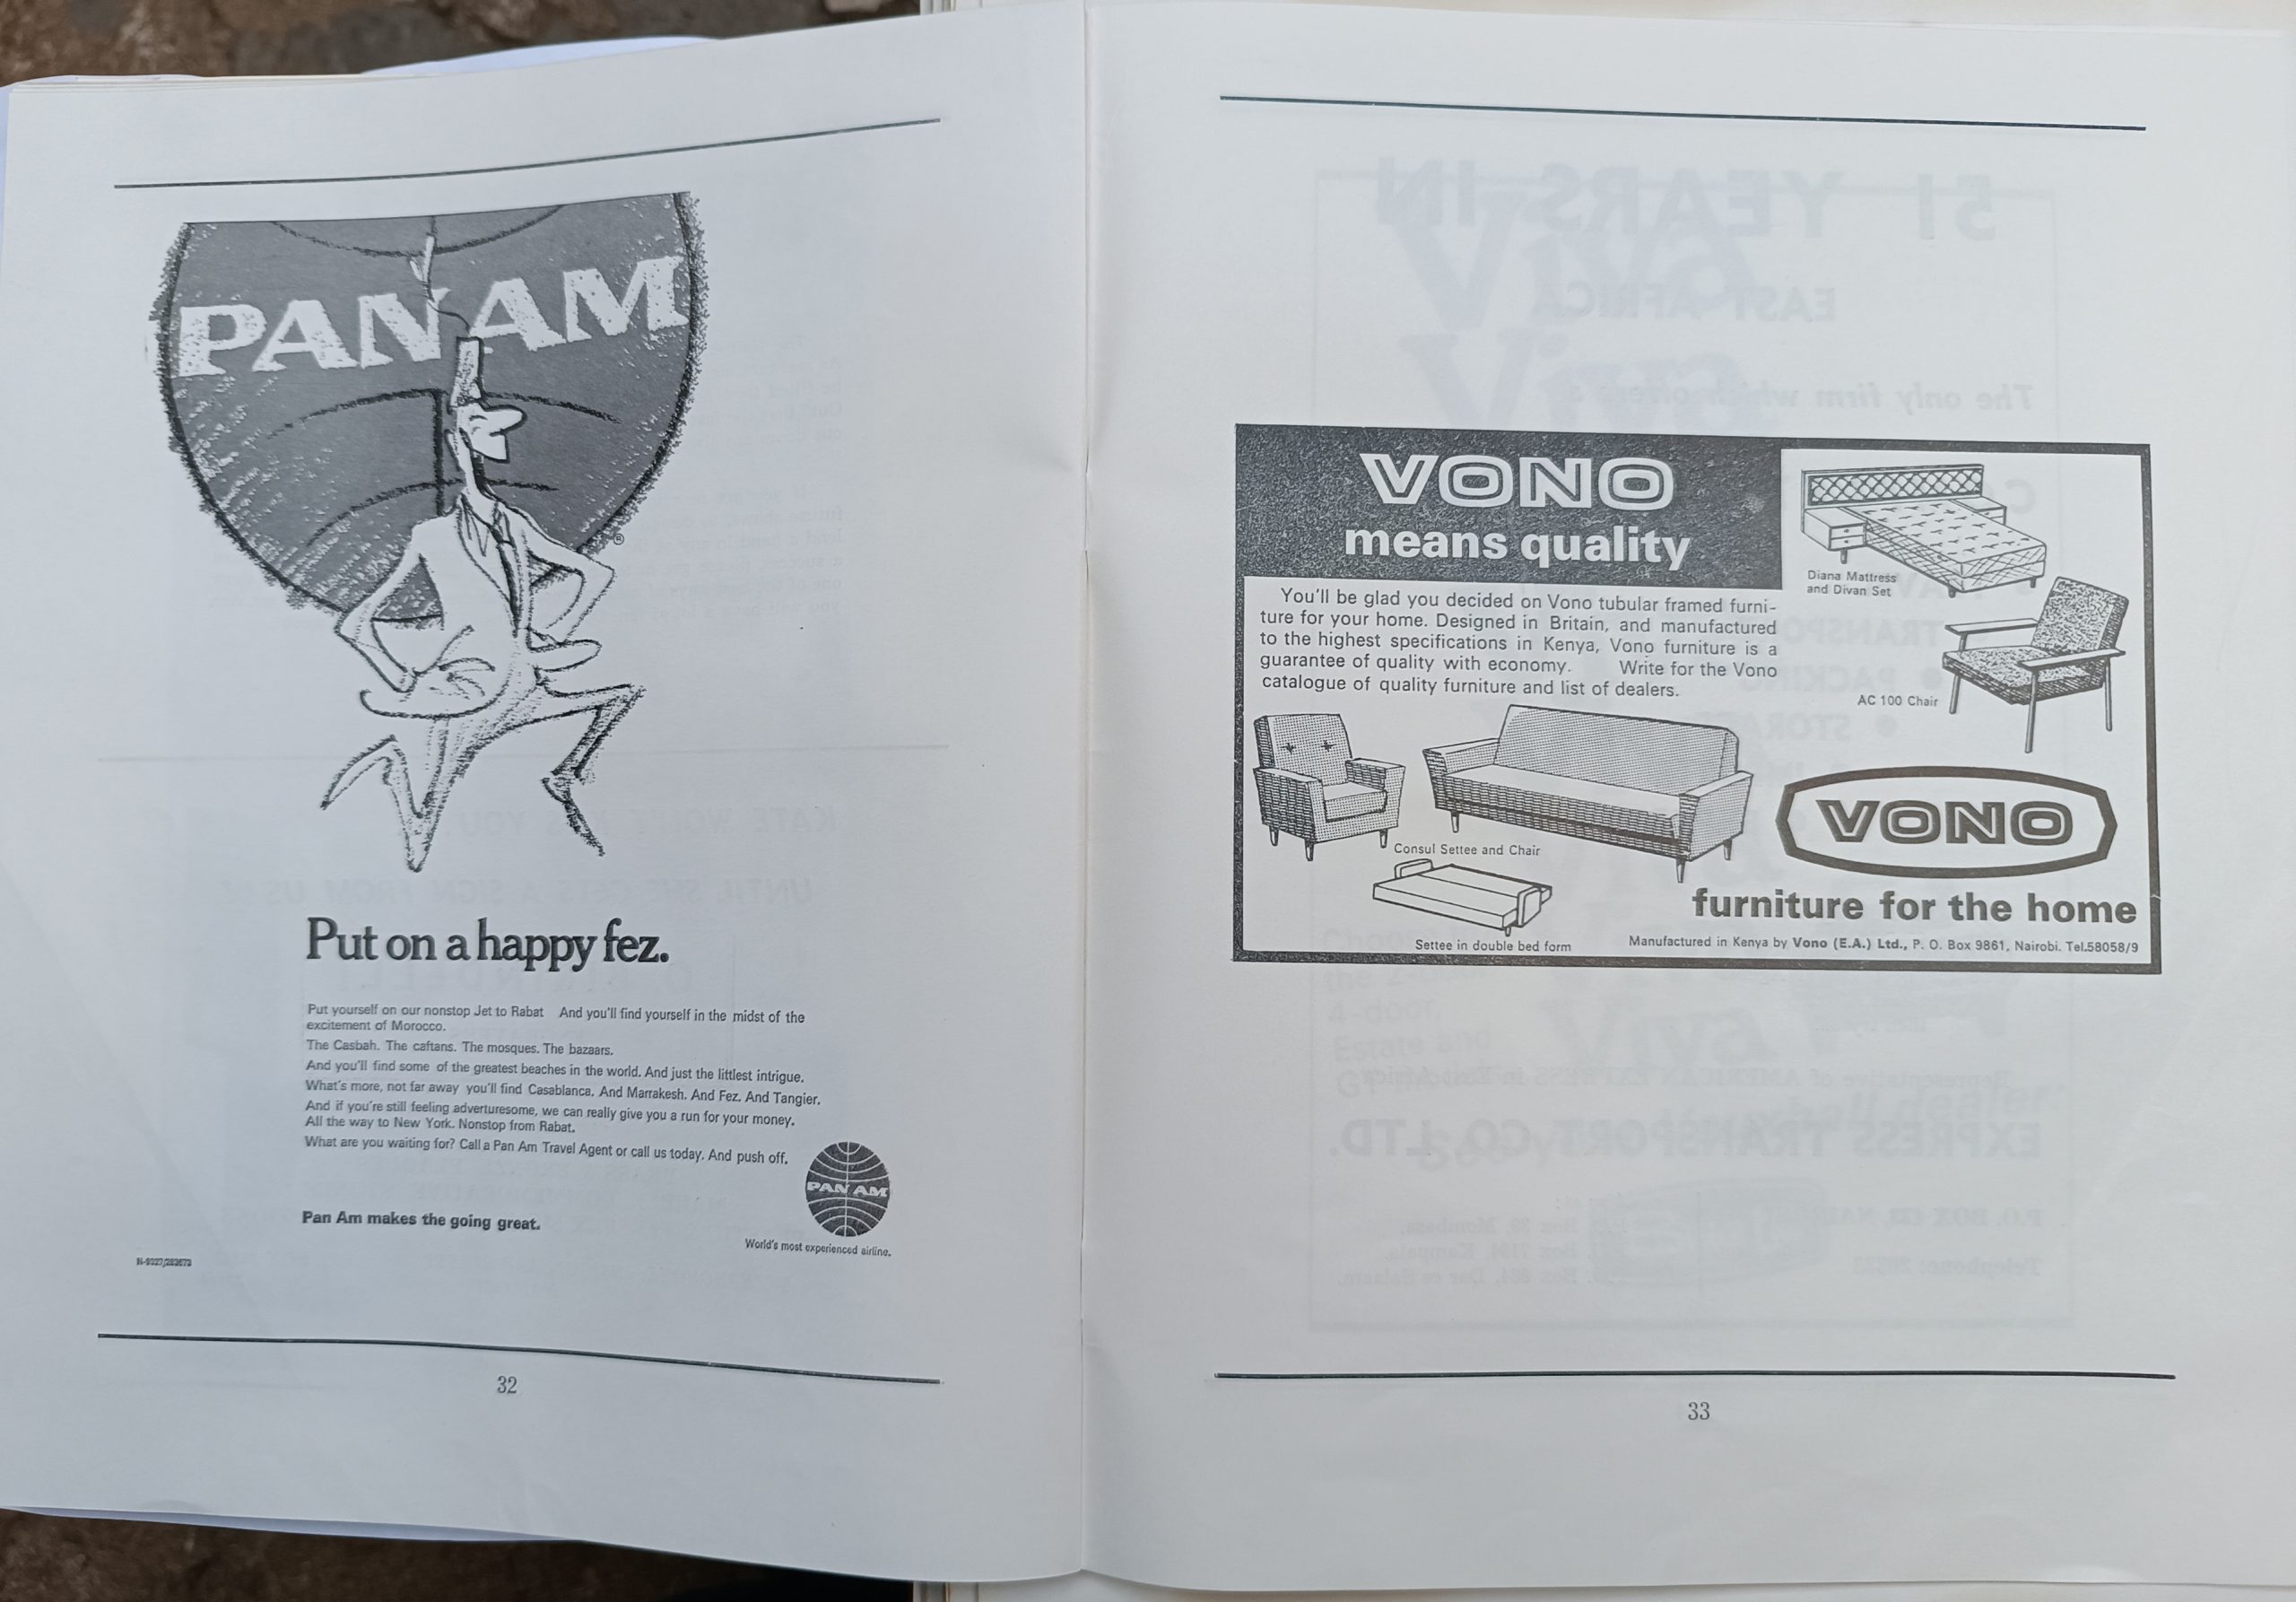 PAN AM
®
Put on a happy fez.
Put yourself on our nonstop Jet to Rabat And you'll find yourself in the midst of the
excitement of Morocco.
The Casbah. The caftans. The mosques. The bazaars.
And you'll find some of the greatest beaches in the world. And just the littlest intrigue.
What's more, not far away you'll find Casablanca. And Marrakesh. And Fez. And Tangier.
And if you're still feeling adverturesome, we can really give you a run for your money.
All the way to New York. Nonstop from Rabat.
What are you waiting for? Call a Pan Am Travel Agent or call us today. And push off.
PAN AM
Pan Am makes the going great.
World's most experienced airline.
32
VONO
means quality
You'll be glad you decided on Vono tubular framed furni-
ture for your home. Designed in Britain, and manufactured
to the highest specifications in Kenya, Vono furniture is a
guarantee of quality with economy. Write for the Vono
catalogue of quality furniture and list of dealers.
Diana Mattress
and Divan Set
AC 100 Chair
Consul Settee and Chair
Settee in double bed form
VONO
furniture for the home
Manufactured in Kenya by Vono (E.A.) Ltd., P. O. Box 9861, Nairobi. Tel.58058/9
33